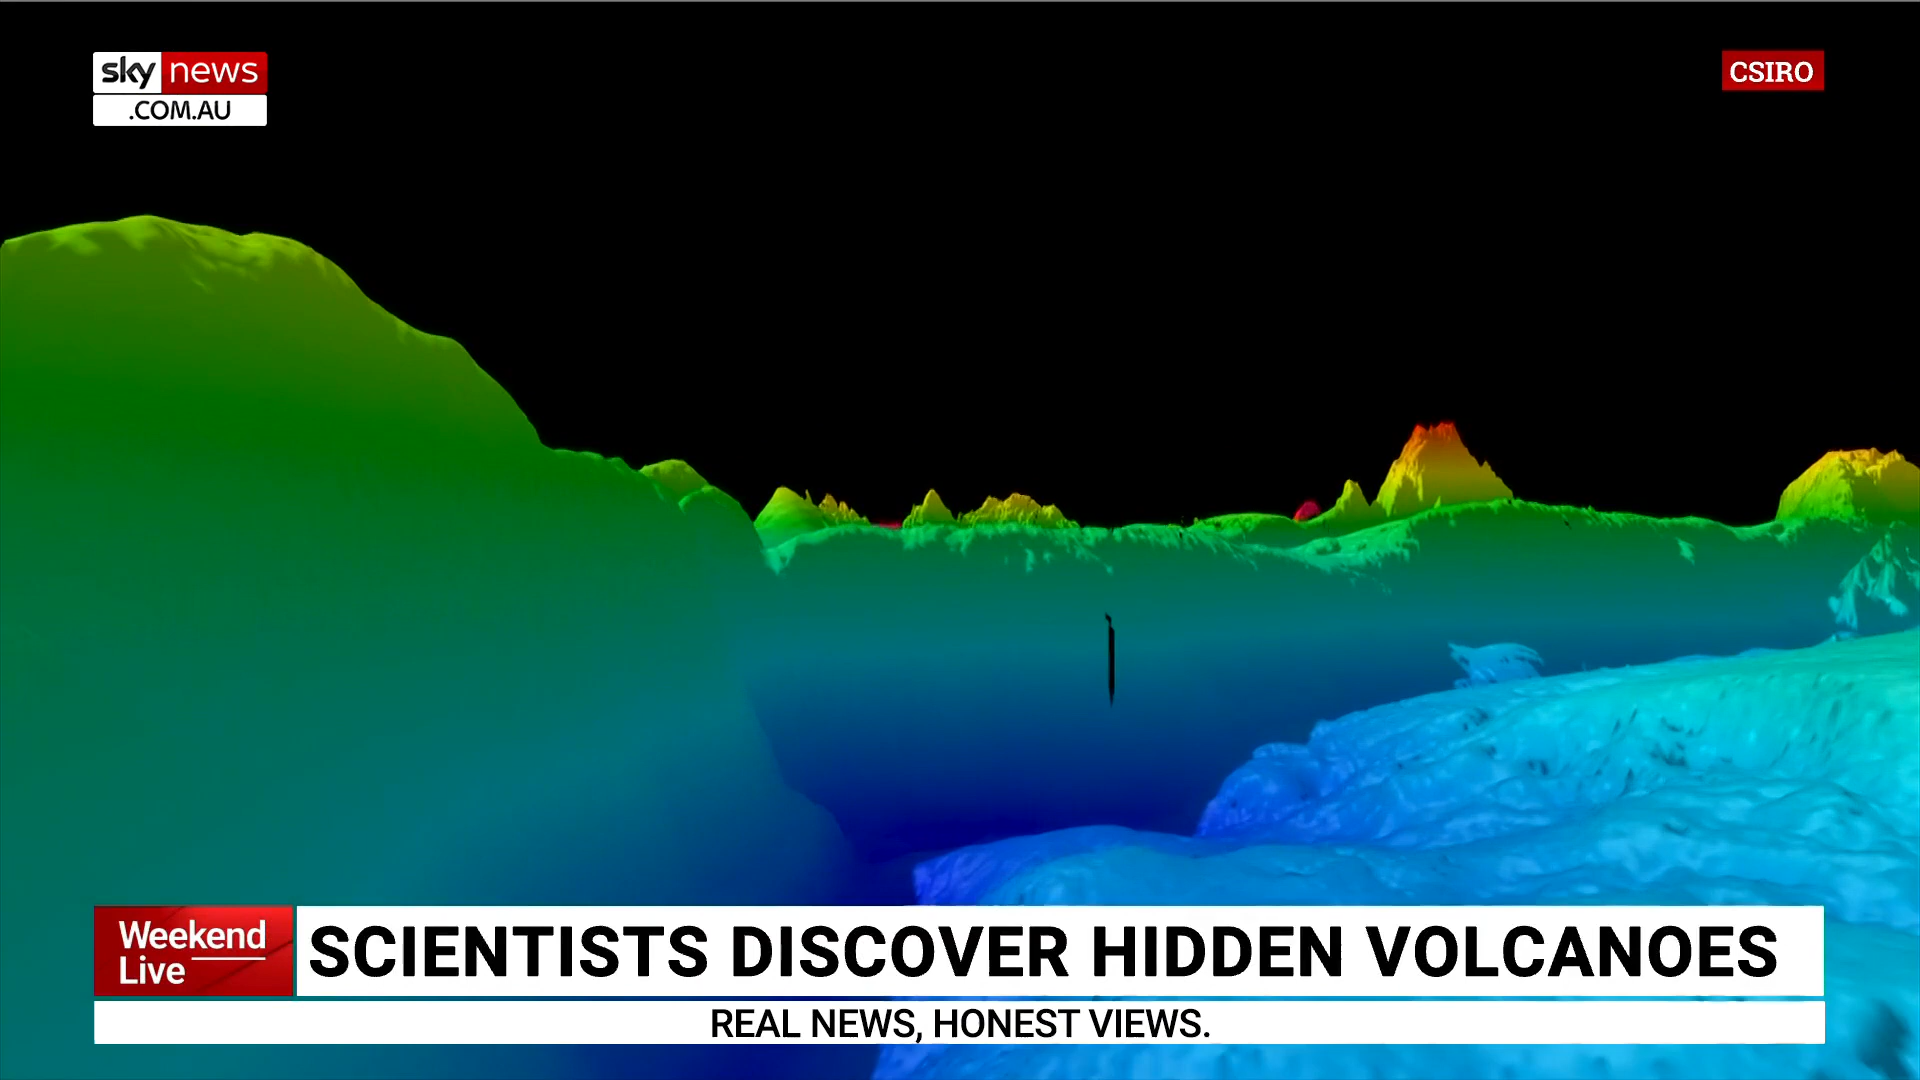 sky news
.COM.AU
CSIRO
Weekend
Live
SCIENTISTS DISCOVER HIDDEN VOLCANOES
REAL NEWS, HONEST VIEWS.